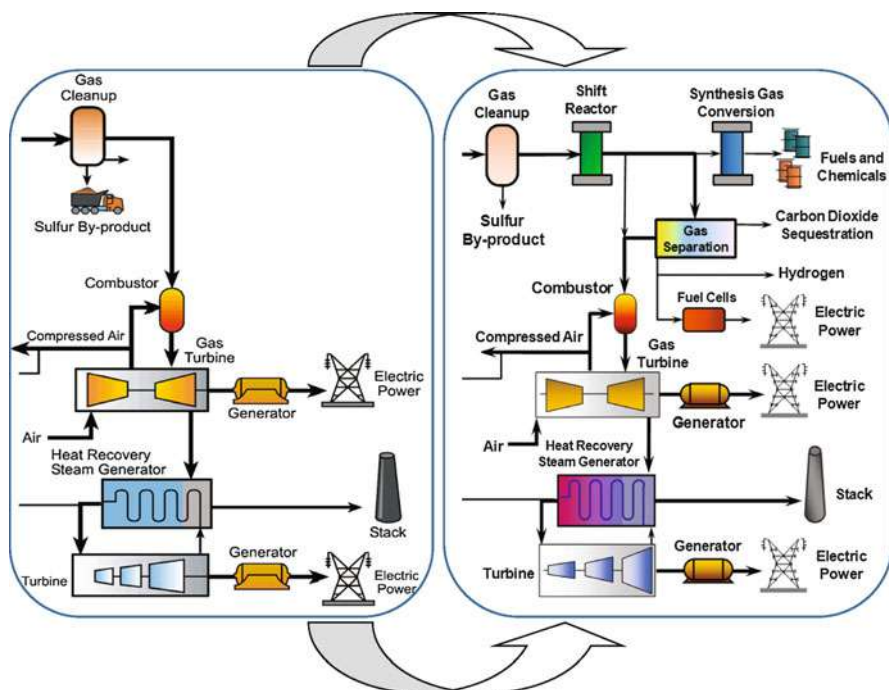 Gas
Cleanup
Sulfur By-product
Combustor
Compressed Air
Gas
Turbine
Generator
Electric
Power
Air
Heat Recovery
Steam Generator
Stack
Turbine
Generator
Electric
Power
Gas
Cleanup
Shift
Reactor
Synthesis Gas
Conversion
Fuels and
Chemicals
Sulfur
By-product
Gas
Separation
Carbon Dioxide
Sequestration
Hydrogen
Combustor
Fuel Cells
Electric
Power
Compressed Air
Gas
Turbine
Electric
Power
Generator
Air
Heat Recovery
Steam Generator
Stack
Turbine
Generator
Electric
Power